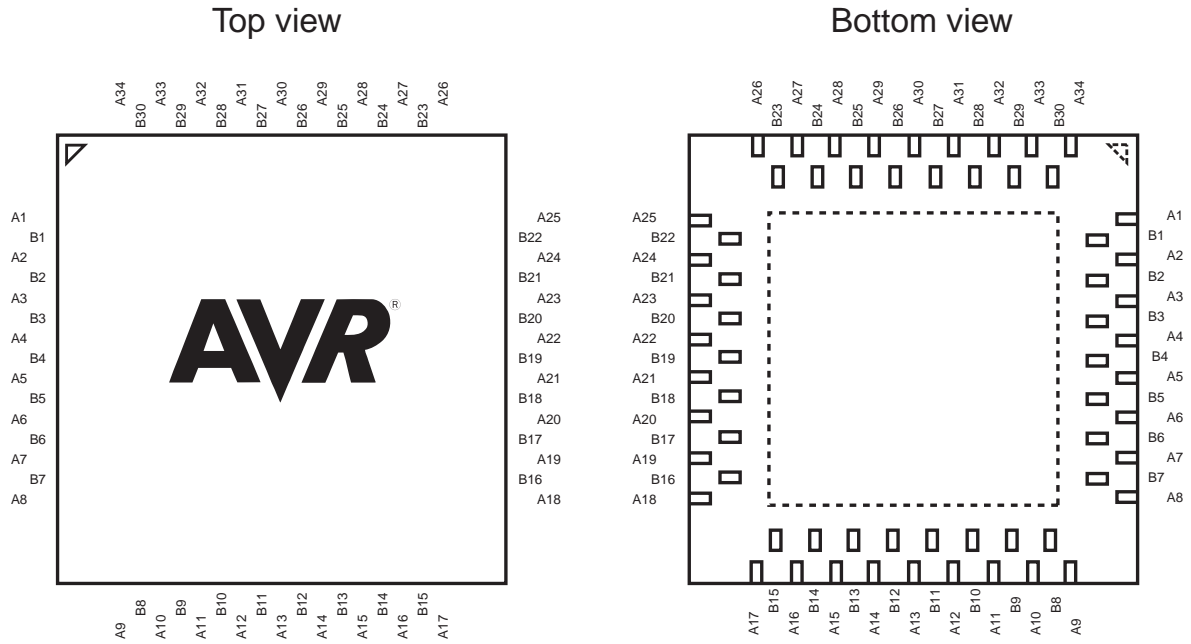 Top view
Bottom view
A34 B30 A33 B29 A32 B28 A31 B27 A30 B26 A29 B25 A28 B24 A27 B23 A26
A26 B23 A27 B24 A28 B25 A29 B26 A30 B27 A31 B28 A32 B29 A33 B30 A34
A1
B1
A2
B2
A3
B3
A4
B4
A5
B5
A6
B6
A7
B7
A8
AVR®
A25
B22
A24
B21
A23
B20
A22
B19
A21
B18
A20
B17
A19
B16
A18
A25
B22
A24
B21
A23
B20
A22
B19
A21
B18
A20
B17
A19
B16
A18
A1
B1
A2
B2
A3
B3
A4
B4
A5
B5
A6
B6
A7
B7
A8
A9 B8 A10 B9 A11 B10 A12 B11 A13 B12 A14 B13 A15 B14 A16 B15 A17
A17 B15 A16 B14 A15 B13 A14 B12 A13 B11 A12 B10 A11 B9 A10 B8 A9